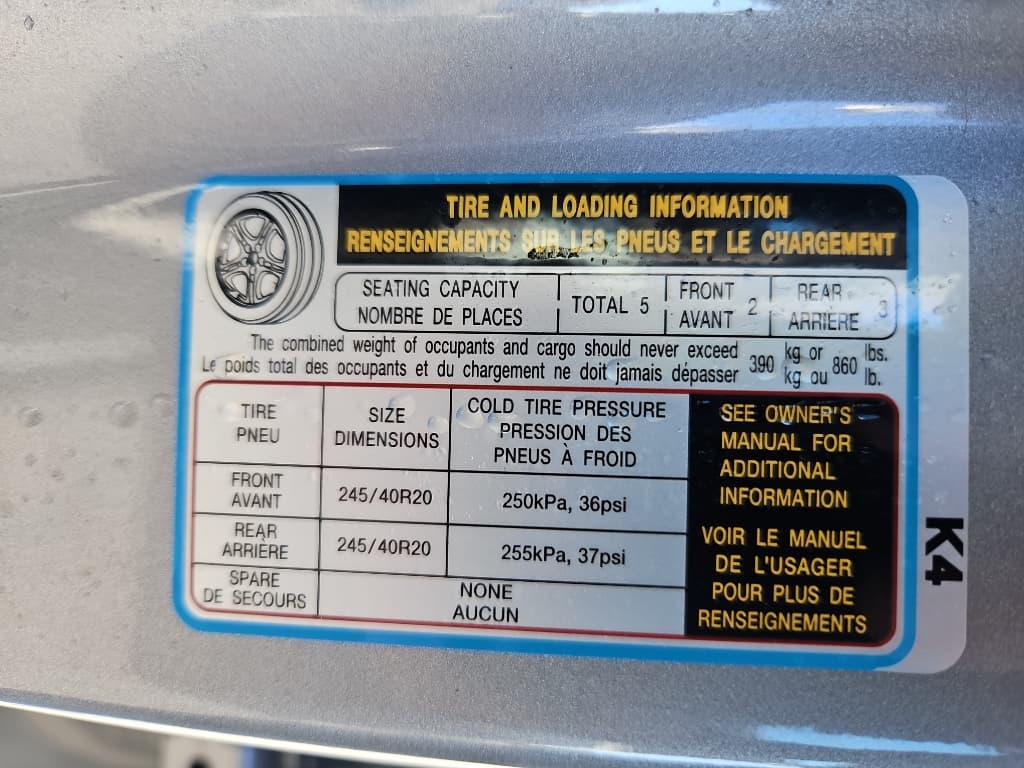 TIRE AND LOADING INFORMATION
RENSEIGNEMENTS SUR LES PNEUS ET LE CHARGEMENT
SEATING CAPACITY
NOMBRE DE PLACES
TOTAL 5
FRONT
AVANT
2
REAR
ARRIÈRE
3
The combined weight of occupants and cargo should never exceed 390 kg or 860 lbs.
Le poids total des occupants et du chargement ne doit jamais dépasser kg ou lb.
TIRE
PNEU
SIZE
DIMENSIONS
COLD TIRE PRESSURE
PRESSION DES
PNEUS À FROID
FRONT
AVANT
245/40R20
250kPa, 36psi
REAR
ARRIÈRE
245/40R20
255kPa, 37psi
SPARE
DE SECOURS
NONE
AUCUN
SEE OWNER'S
MANUAL FOR
ADDITIONAL
INFORMATION
VOIR LE MANUEL
DE L'USAGER
POUR PLUS DE
RENSEIGNEMENTS
K4